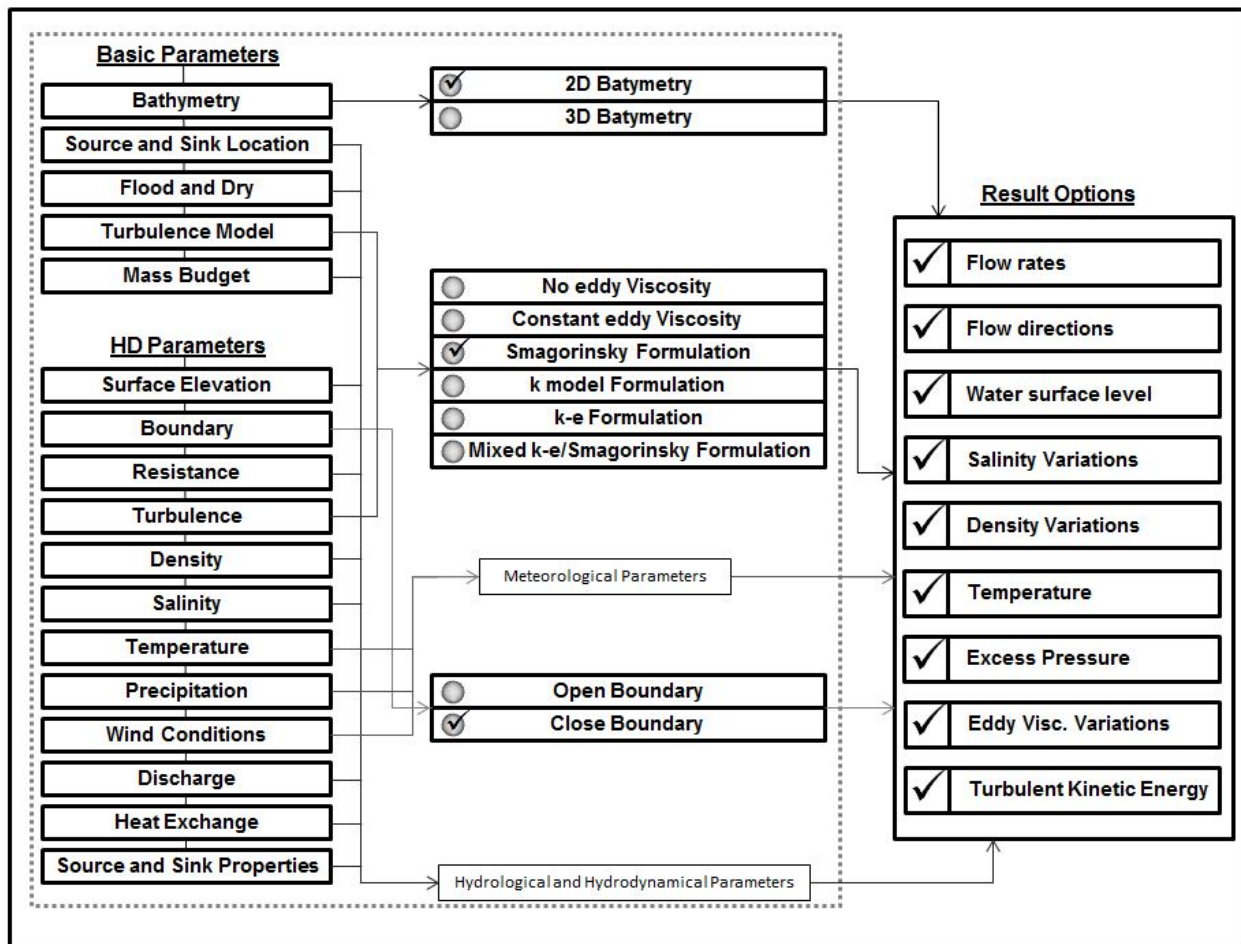 Basic Parameters
Bathymetry
Source and Sink Location
Flood and Dry
Turbulence Model
Mass Budget
HD Parameters
Surface Elevation
Boundary
Resistance
Turbulence
Density
Salinity
Temperature
Precipitation
Wind Conditions
Discharge
Heat Exchange
Source and Sink Properties
2D Batymetry
3D Batymetry
No eddy Viscosity
Constant eddy Viscosity
Smagorinsky Formulation
k model Formulation
k-e Formulation
Mixed k-e/Smagorinsky Formulation
Meteorological Parameters
Open Boundary
Close Boundary
Hydrological and Hydrodynamical Parameters
Result Options
Flow rates
Flow directions
Water surface level
Salinity Variations
Density Variations
Temperature
Excess Pressure
Eddy Visc. Variations
Turbulent Kinetic Energy